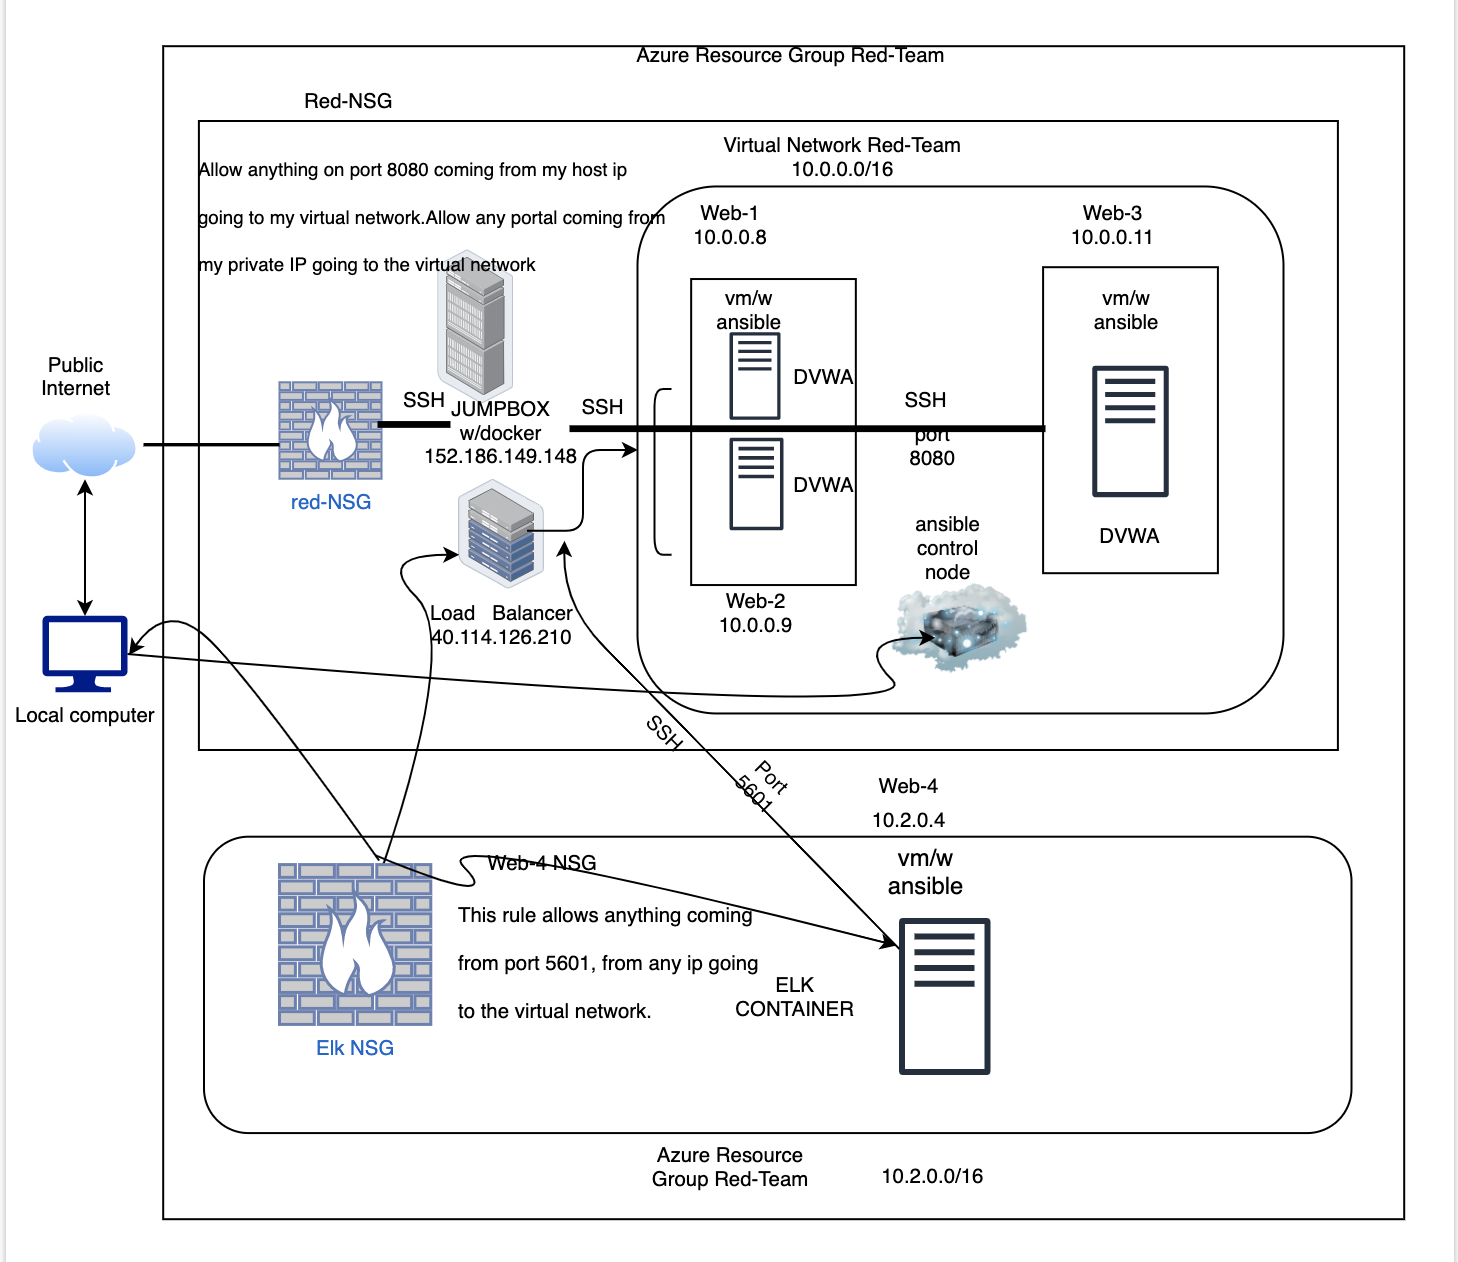 Azure Resource Group Red-Team
Red-NSG
Virtual Network Red-Team
10.0.0.0/16
Allow anything on port 8080 coming from my host ip
going to my virtual network.Allow any portal coming from
my private IP going to the virtual network
Web-1
10.0.0.8
Web-3
10.0.0.11
vm/w
ansible
vm/w
ansible
Public
Internet
DVWA
SSH
JUMPBOX
w/docker
152.186.149.148
SSH
SSH
port
8080
red-NSG
DVWA
DVWA
ansible
control
node
Load Balancer
40.114.126.210
Web-2
10.0.0.9
Local computer
SSH
Port
5601
Web-4
10.2.0.4
vm/w
ansible
Web-4 NSG
This rule allows anything coming
from port 5601, from any ip going
to the virtual network.
ELK
CONTAINER
Elk NSG
Azure Resource
Group Red-Team
10.2.0.0/16